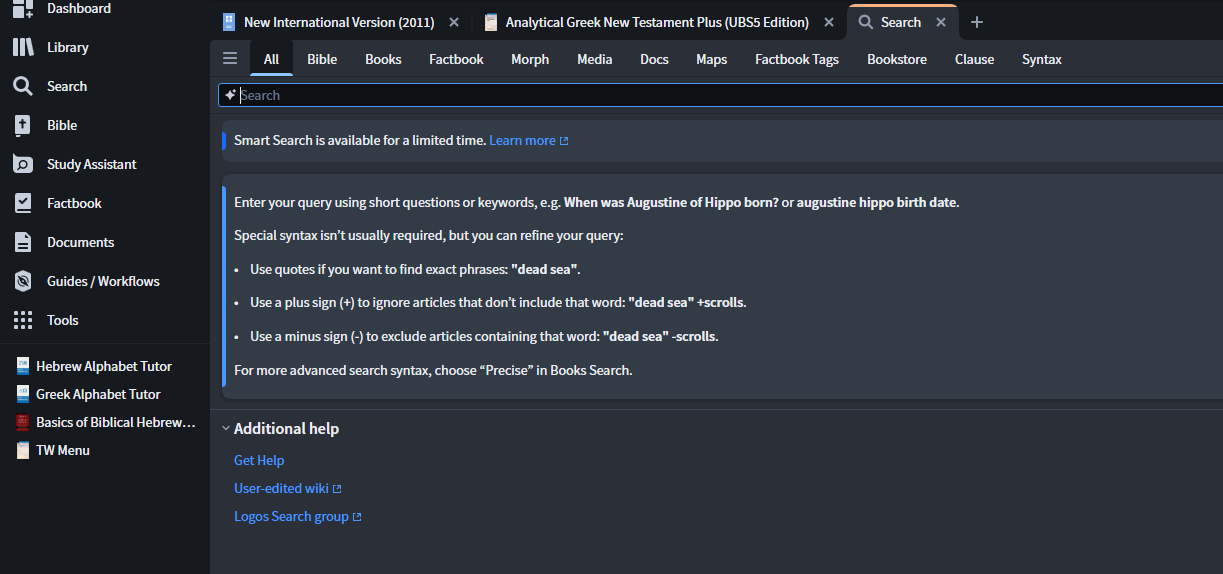 Dashboard
Library
Search
Bible
Study Assistant
Factbook
Documents
Guides / Workflows
Tools
Hebrew Alphabet Tutor
Greek Alphabet Tutor
Basics of Biblical Hebrew...
TW Menu
New International Version (2011)
Analytical Greek New Testament Plus (UBS5 Edition)
Search
All Bible Books Factbook Morph Media Docs Maps Factbook Tags Bookstore Clause Syntax
Search
Smart Search is available for a limited time. Learn more
Enter your query using short questions or keywords, e.g. When was Augustine of Hippo born? or augustine hippo birth date.
Special syntax isn’t usually required, but you can refine your query:
• Use quotes if you want to find exact phrases: "dead sea".
• Use a plus sign (+) to ignore articles that don’t include that word: "dead sea" +scrolls.
• Use a minus sign (-) to exclude articles containing that word: "dead sea" -scrolls.
For more advanced search syntax, choose “Precise” in Books Search.
Additional help
Get Help
User-edited wiki
Logos Search group